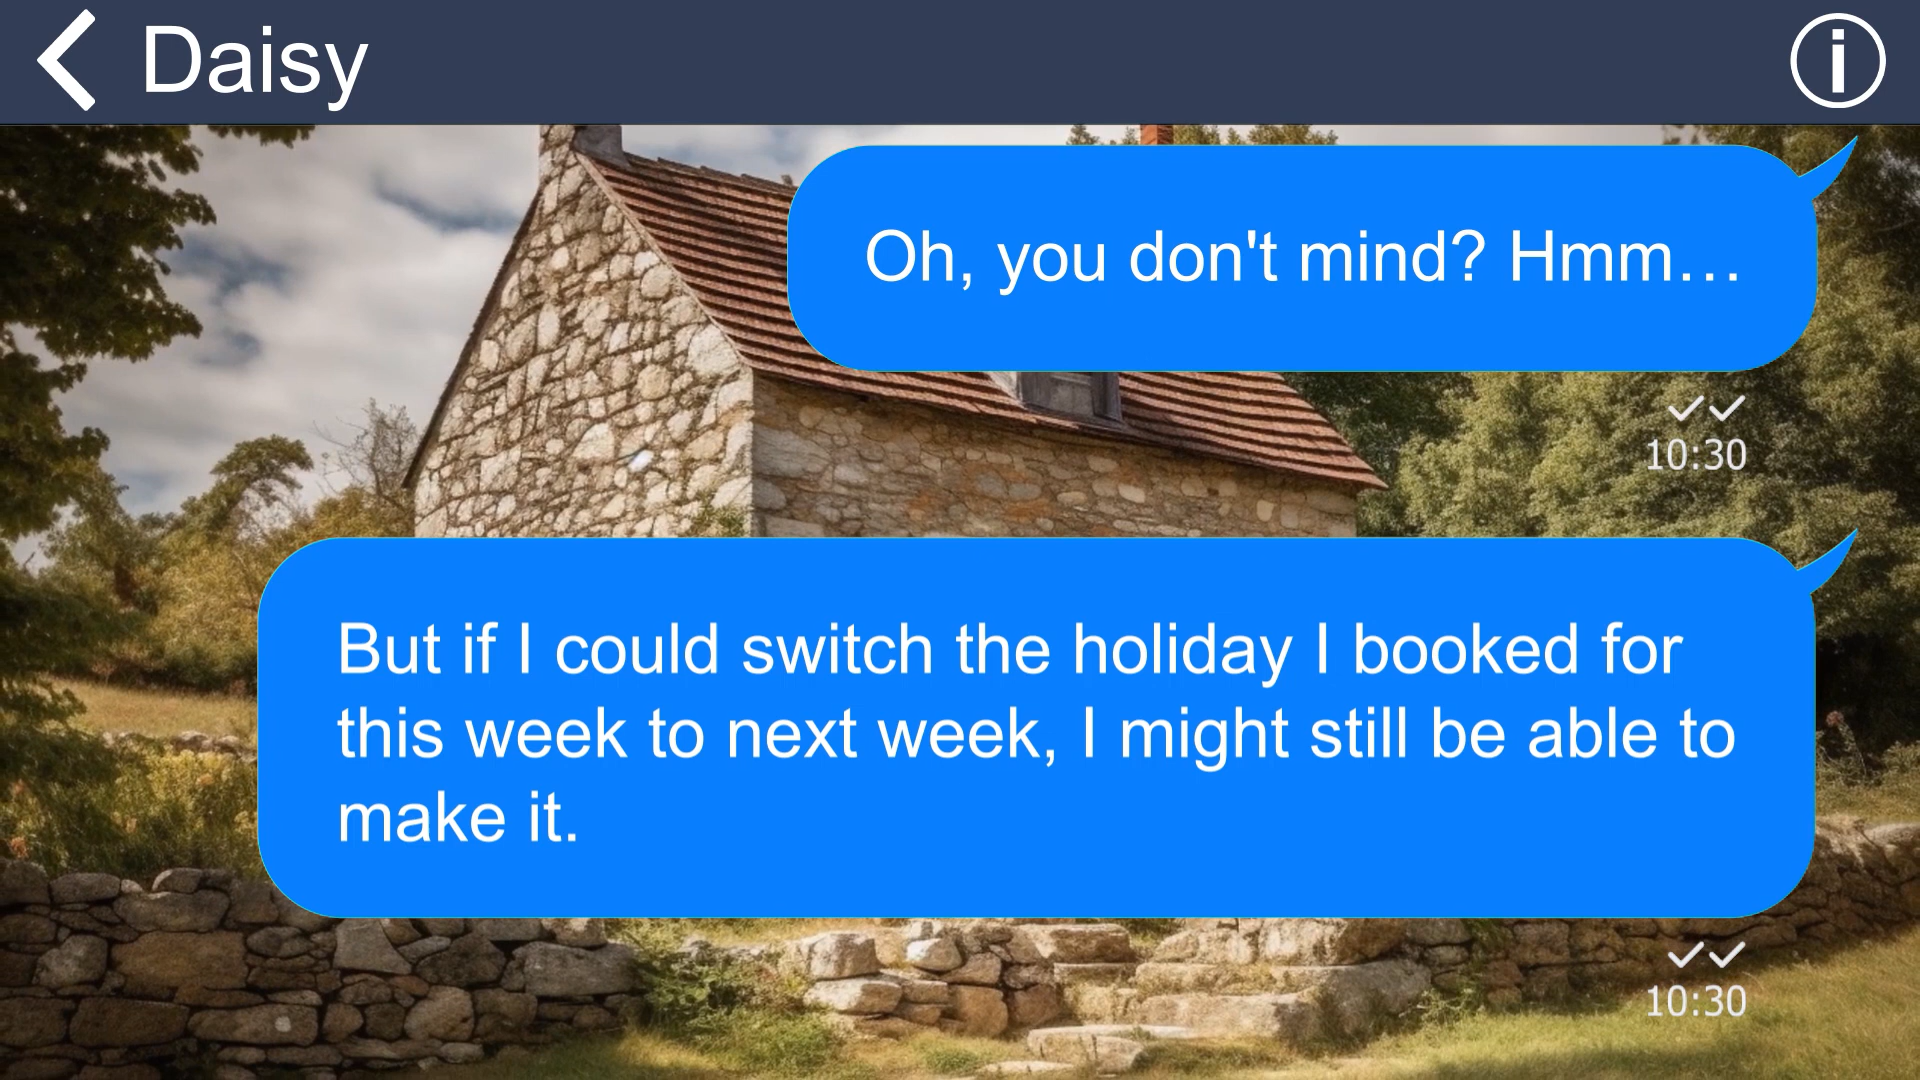 Daisy
Oh, you don't mind? Hmm…
10:30
But if I could switch the holiday I booked for
this week to next week, I might still be able to
make it.
10:30